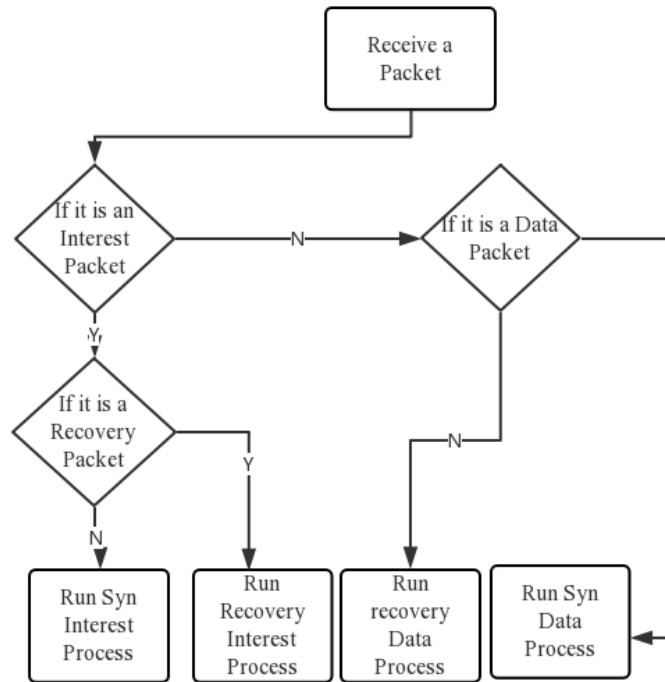 Receive a
Packet
If it is an
Interest
Packet
N
If it is a Data
Packet
Y
If it is a
Recovery
Packet
Y
N
N
Run Syn
Interest
Process
Run
Recovery
Interest
Process
Run
recovery
Data
Process
Run Syn
Data
Process